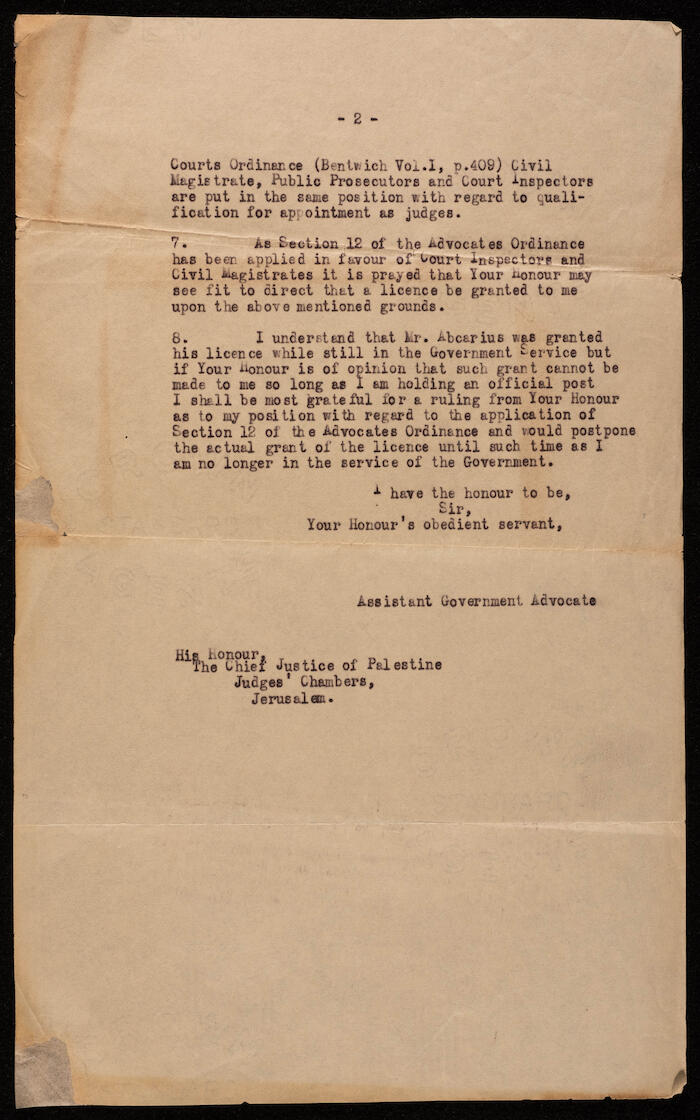 - 2 -
Courts Ordinance (Bentwich Vol.I, p.409) Civil
Magistrate, Public Prosecutors and Court Inspectors
are put in the same position with regard to quali-
fication for appointment as judges.
7. As Section 12 of the Advocates Ordinance
has been applied in favour of Court Inspectors and
Civil Magistrates it is prayed that Your Honour may
see fit to direct that a licence be granted to me
upon the above mentioned grounds.
8. I understand that Mr. Abcarius was granted
his licence while still in the Government Service but
if Your Honour is of opinion that such grant cannot be
made to me so long as I am holding an official post
I shall be most grateful for a ruling from Your Honour
as to my position with regard to the application of
Section 12 of the Advocates Ordinance and would postpone
the actual grant of the licence until such time as I
am no longer in the service of the Government.
I have the honour to be,
Sir,
Your Honour's obedient servant,
Assistant Government Advocate
His Honour,
The Chief Justice of Palestine
Judges' Chambers,
Jerusalem.